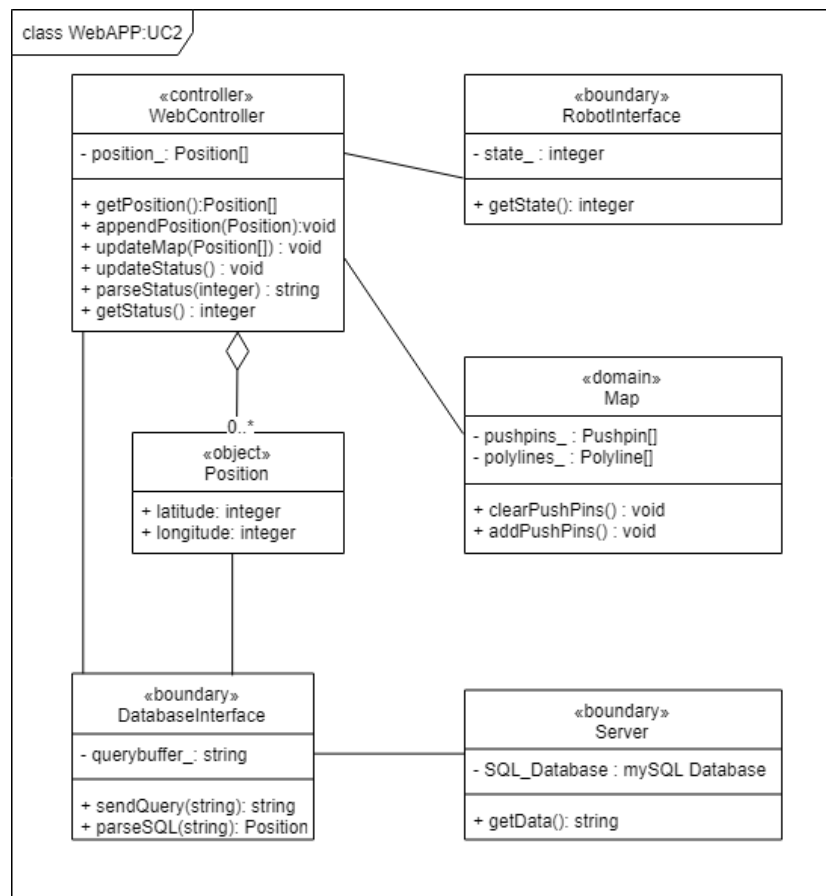 class WebAPP:UC2
«controller»
WebController
- position_: Position[]
+ getPosition():Position[]
+ appendPosition(Position):void
+ updateMap(Position[]) : void
+ updateStatus() : void
+ parseStatus(integer) : string
+ getStatus() : integer
«boundary»
RobotInterface
- state_ : integer
+ getState(): integer
«domain»
Map
- pushpins_ : Pushpin[]
- polylines_ : Polyline[]
+ clearPushPins() : void
+ addPushPins() : void
0..*
«object»
Position
+ latitude: integer
+ longitude: integer
«boundary»
DatabaseInterface
- querybuffer_: string
+ sendQuery(string): string
+ parseSQL(string): Position
«boundary»
Server
- SQL_Database : mySQL Database
+ getData(): string